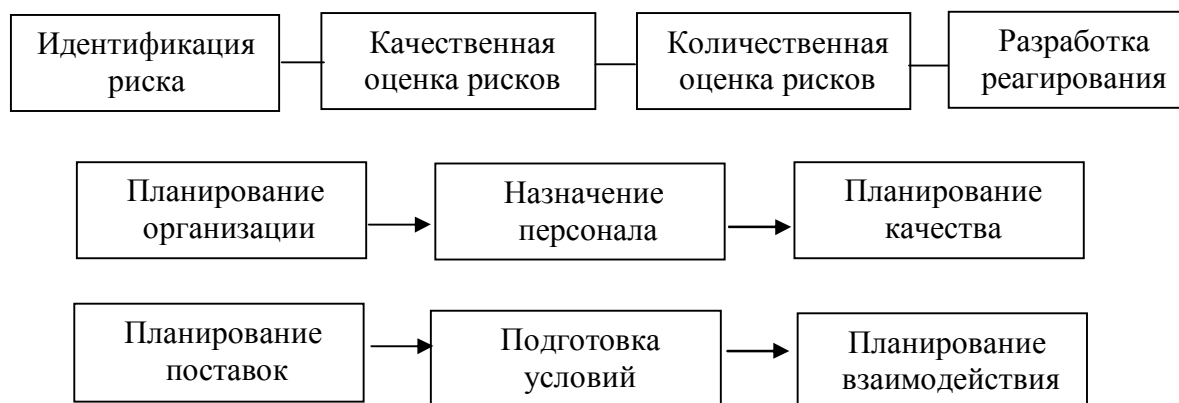 Идентификация
риска
Качественная
оценка рисков
Количественная
оценка рисков
Разработка
реагирования
Планирование
организации
Назначение
персонала
Планирование
качества
Планирование
поставок
Подготовка
условий
Планирование
взаимодействия